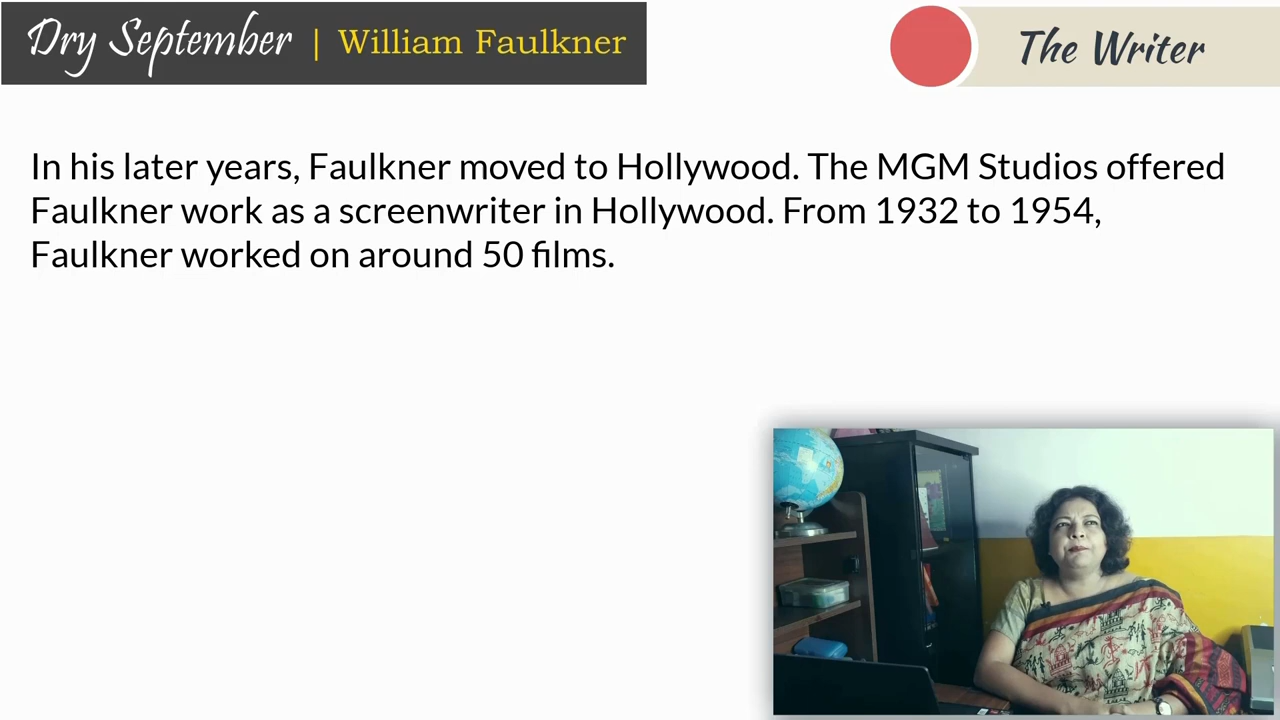 Dry September | William Faulkner
The Writer
In his later years, Faulkner moved to Hollywood. The MGM Studios offered
Faulkner work as a screenwriter in Hollywood. From 1932 to 1954,
Faulkner worked on around 50 films.